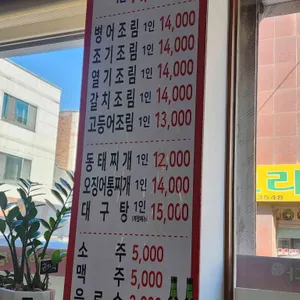 병어조림 1인 14,000
조기조림 1인 14,000
열기조림 1인 14,000
갈치조림 1인 14,000
고등어조림 1인 13,000
동태찌개 1인 12,000
오징어통찌개 1인 14,000
대구탕 1인 15,000
소주 5,000
맥주 5,000